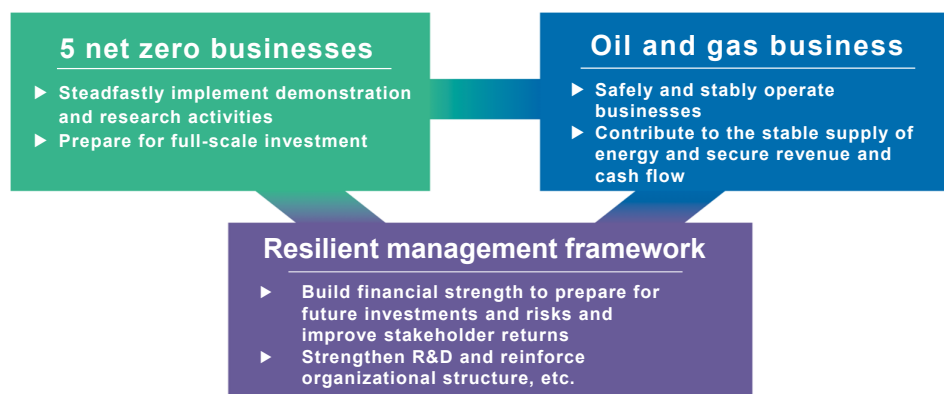 5 net zero businesses
▶ Steadfastly implement demonstration
and research activities
▶ Prepare for full-scale investment
Oil and gas business
▶ Safely and stably operate
businesses
▶ Contribute to the stable supply of
energy and secure revenue and
cash flow
Resilient management framework
▶ Build financial strength to prepare for
future investments and risks and
improve stakeholder returns
▶ Strengthen R&D and reinforce
organizational structure, etc.